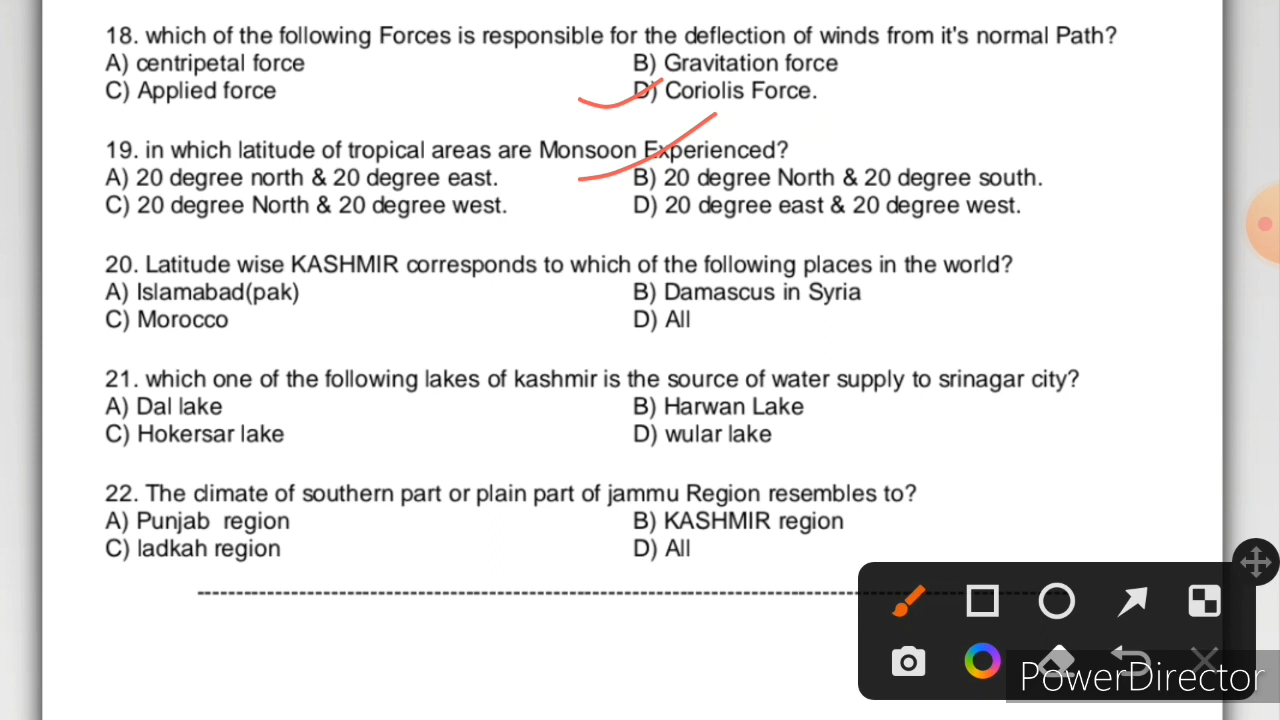 18. which of the following Forces is responsible for the deflection of winds from it's normal Path?
A) centripetal force B) Gravitation force
C) Applied force D) Coriolis Force.
19. in which latitude of tropical areas are Monsoon Experienced?
A) 20 degree north & 20 degree east. B) 20 degree North & 20 degree south.
C) 20 degree North & 20 degree west. D) 20 degree east & 20 degree west.
20. Latitude wise KASHMIR corresponds to which of the following places in the world?
A) Islamabad(pak) B) Damascus in Syria
C) Morocco D) All
21. which one of the following lakes of kashmir is the source of water supply to srinagar city?
A) Dal lake B) Harwan Lake
C) Hokersar lake D) wular lake
22. The climate of southern part or plain part of jammu Region resembles to?
A) Punjab region B) KASHMIR region
C) ladkah region D) All
PowerDirector